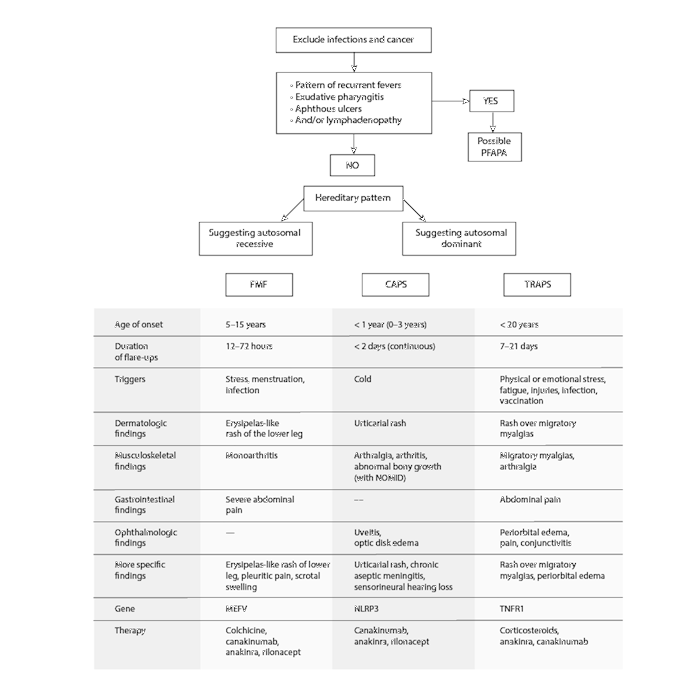 Exclude infections and cancer
◦ Pattern of recurrent fevers
◦ Exudative pharyngitis
◦ Aphthous ulcers
◦ And/or lymphadenopathy
YES
Possible
PFAPA
NO
Hereditary pattern
Suggesting autosomal
recessive
Suggesting autosomal
dominant
FMF
CAPS
TRAPS
Age of onset
5–15 years
< 1 year (0–3 years)
< 20 years
Duration
of flare-ups
12–72 hours
< 2 days (continuous)
7–21 days
Triggers
Stress, menstruation,
infection
Cold
Physical or emotional stress,
fatigue, injuries, infection,
vaccination
Dermatologic
findings
Erysipelas-like
rash of the lower leg
Urticarial rash
Rash over migratory
myalgias
Musculoskeletal
findings
Monoarthritis
Arthralgia, arthritis,
abnormal bony growth
(with NOMID)
Migratory myalgias,
arthralgia
Gastrointestinal
findings
Severe abdominal
pain
—
Abdominal pain
Ophthalmologic
findings
—
Uveitis,
optic disk edema
Periorbital edema,
pain, conjunctivitis
More specific
findings
Erysipelas-like rash of lower
leg, pleuritic pain, scrotal
swelling
Urticarial rash, chronic
aseptic meningitis,
sensorineural hearing loss
Rash over migratory
myalgias, periorbital edema
Gene
MEFV
NLRP3
TNFR1
Therapy
Colchicine,
canakinumab,
anakinra, rilonacept
Canakinumab,
anakinra, rilonacept
Corticosteroids,
anakinra, canakinumab